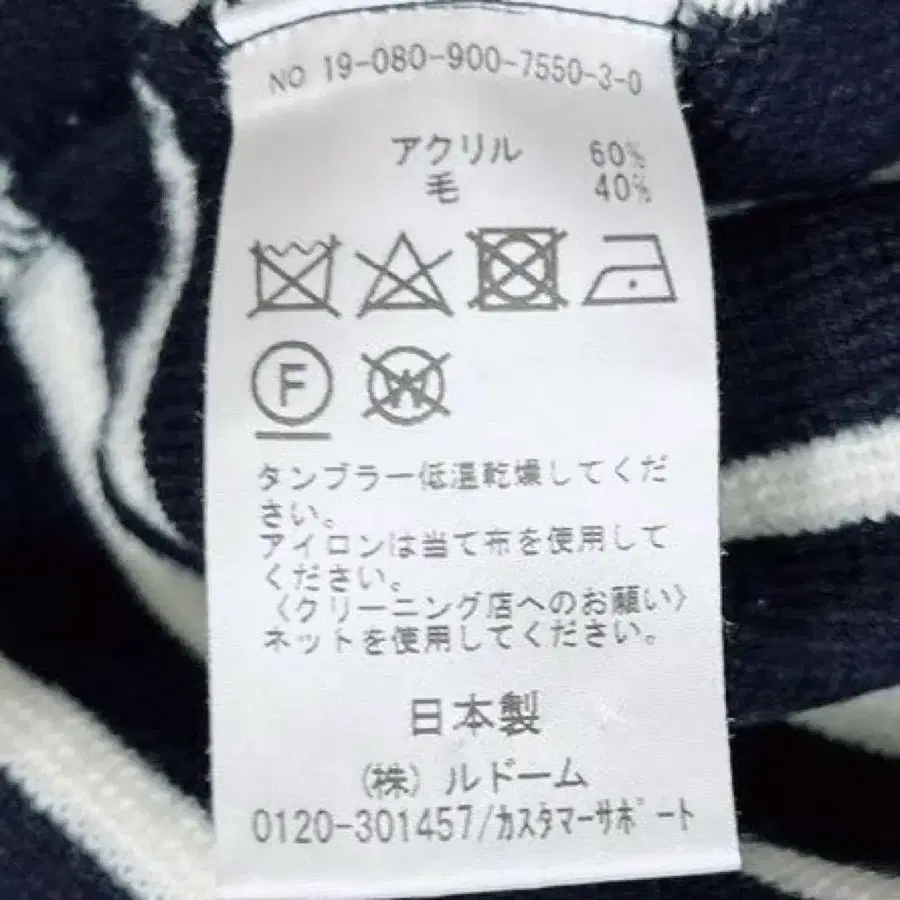 NO 19-080-900-7550-3-0
アクリル 60%
毛 40%
F
W
タンブラー低温乾燥してくだ
さい。
アイロンは当て布を使用して
ください。
〈クリーニング店へのお願い〉
ネットを使用してください。
日本製
(株) ルドーム
0120-301457/カスタマーサポート